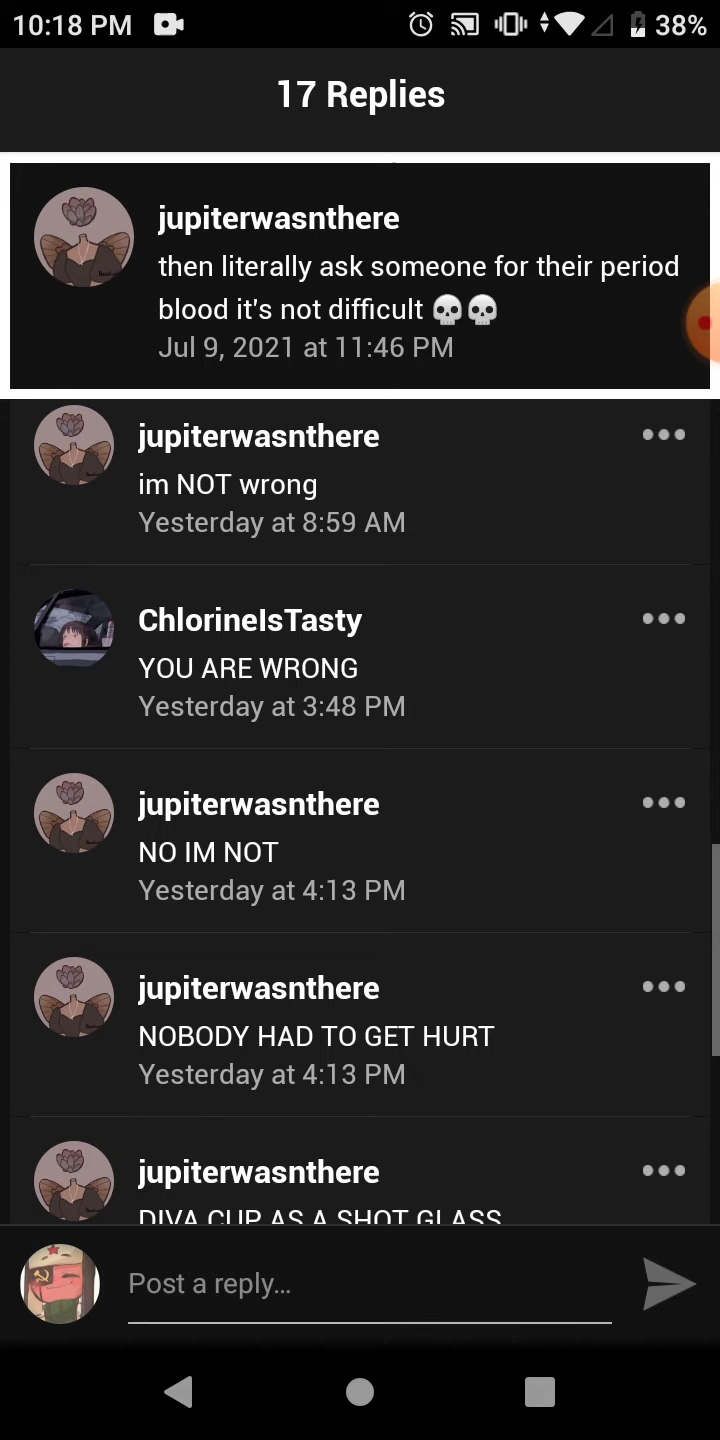 10:18 PM
38%
17 Replies
jupiterwasnthere
then literally ask someone for their period
blood it's not difficult 💀💀
Jul 9, 2021 at 11:46 PM
jupiterwasnthere
im NOT wrong
Yesterday at 8:59 AM
ChlorineIsTasty
YOU ARE WRONG
Yesterday at 3:48 PM
jupiterwasnthere
NO IM NOT
Yesterday at 4:13 PM
jupiterwasnthere
NOBODY HAD TO GET HURT
Yesterday at 4:13 PM
jupiterwasnthere
DIVA CUP AS A SHOT GLASS
Post a reply...